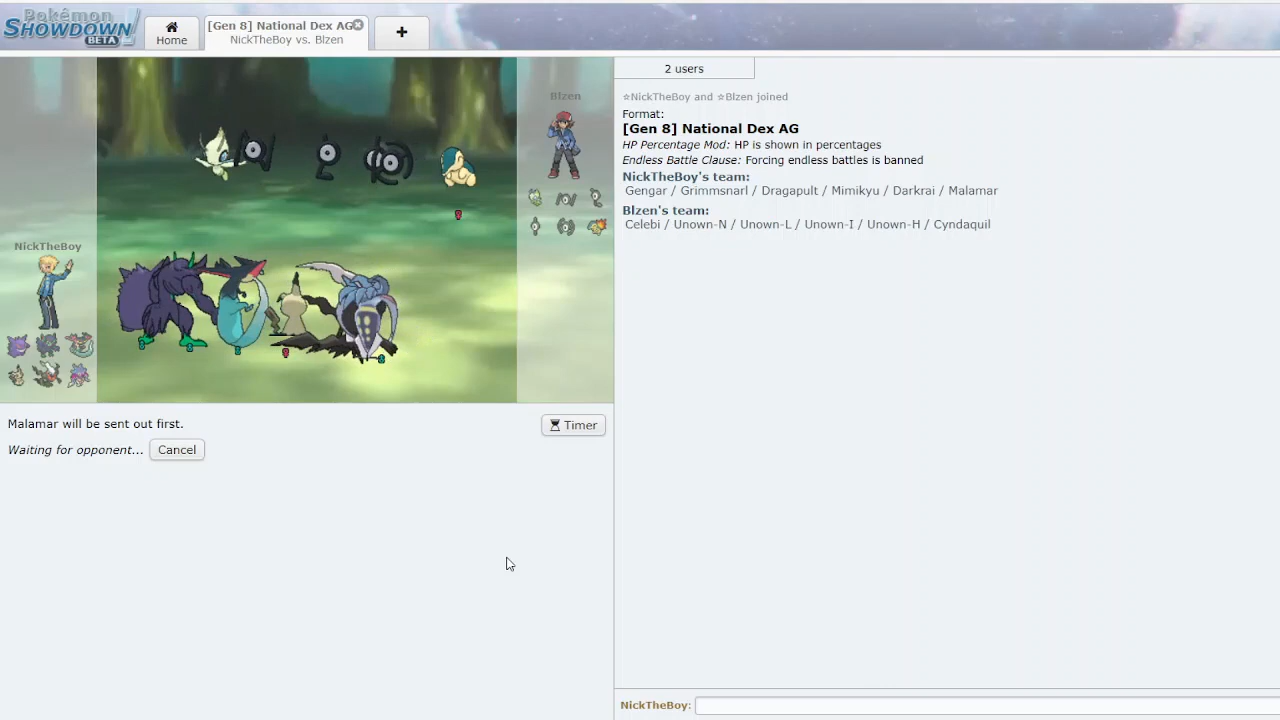 Pokémon
SHOWDOWN
BETA
Home
[Gen 8] National Dex AG
NickTheBoy vs. Blzen
+
2 users
☆NickTheBoy and ☆Blzen joined
Format:
[Gen 8] National Dex AG
HP Percentage Mod: HP is shown in percentages
Endless Battle Clause: Forcing endless battles is banned
NickTheBoy's team:
Gengar / Grimmsnarl / Dragapult / Mimikyu / Darkrai / Malamar
Blzen's team:
Celebi / Unown-N / Unown-L / Unown-I / Unown-H / Cyndaquil
Blzen
NickTheBoy
Malamar will be sent out first.
Timer
Waiting for opponent...
Cancel
NickTheBoy: